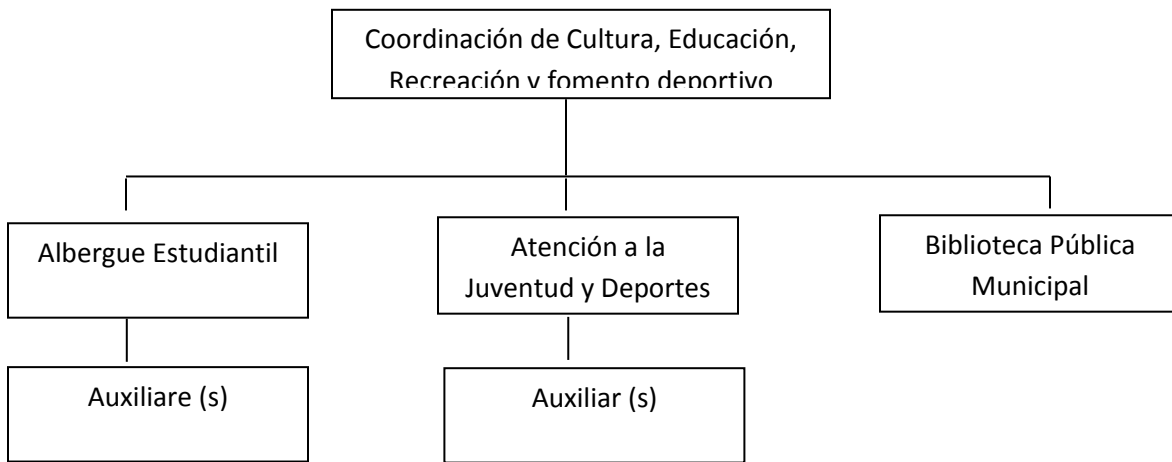 Coordinación de Cultura, Educación,
Recreación y fomento deportivo
Albergue Estudiantil
Atención a la
Juventud y Deportes
Biblioteca Pública
Municipal
Auxiliare (s)
Auxiliar (s)